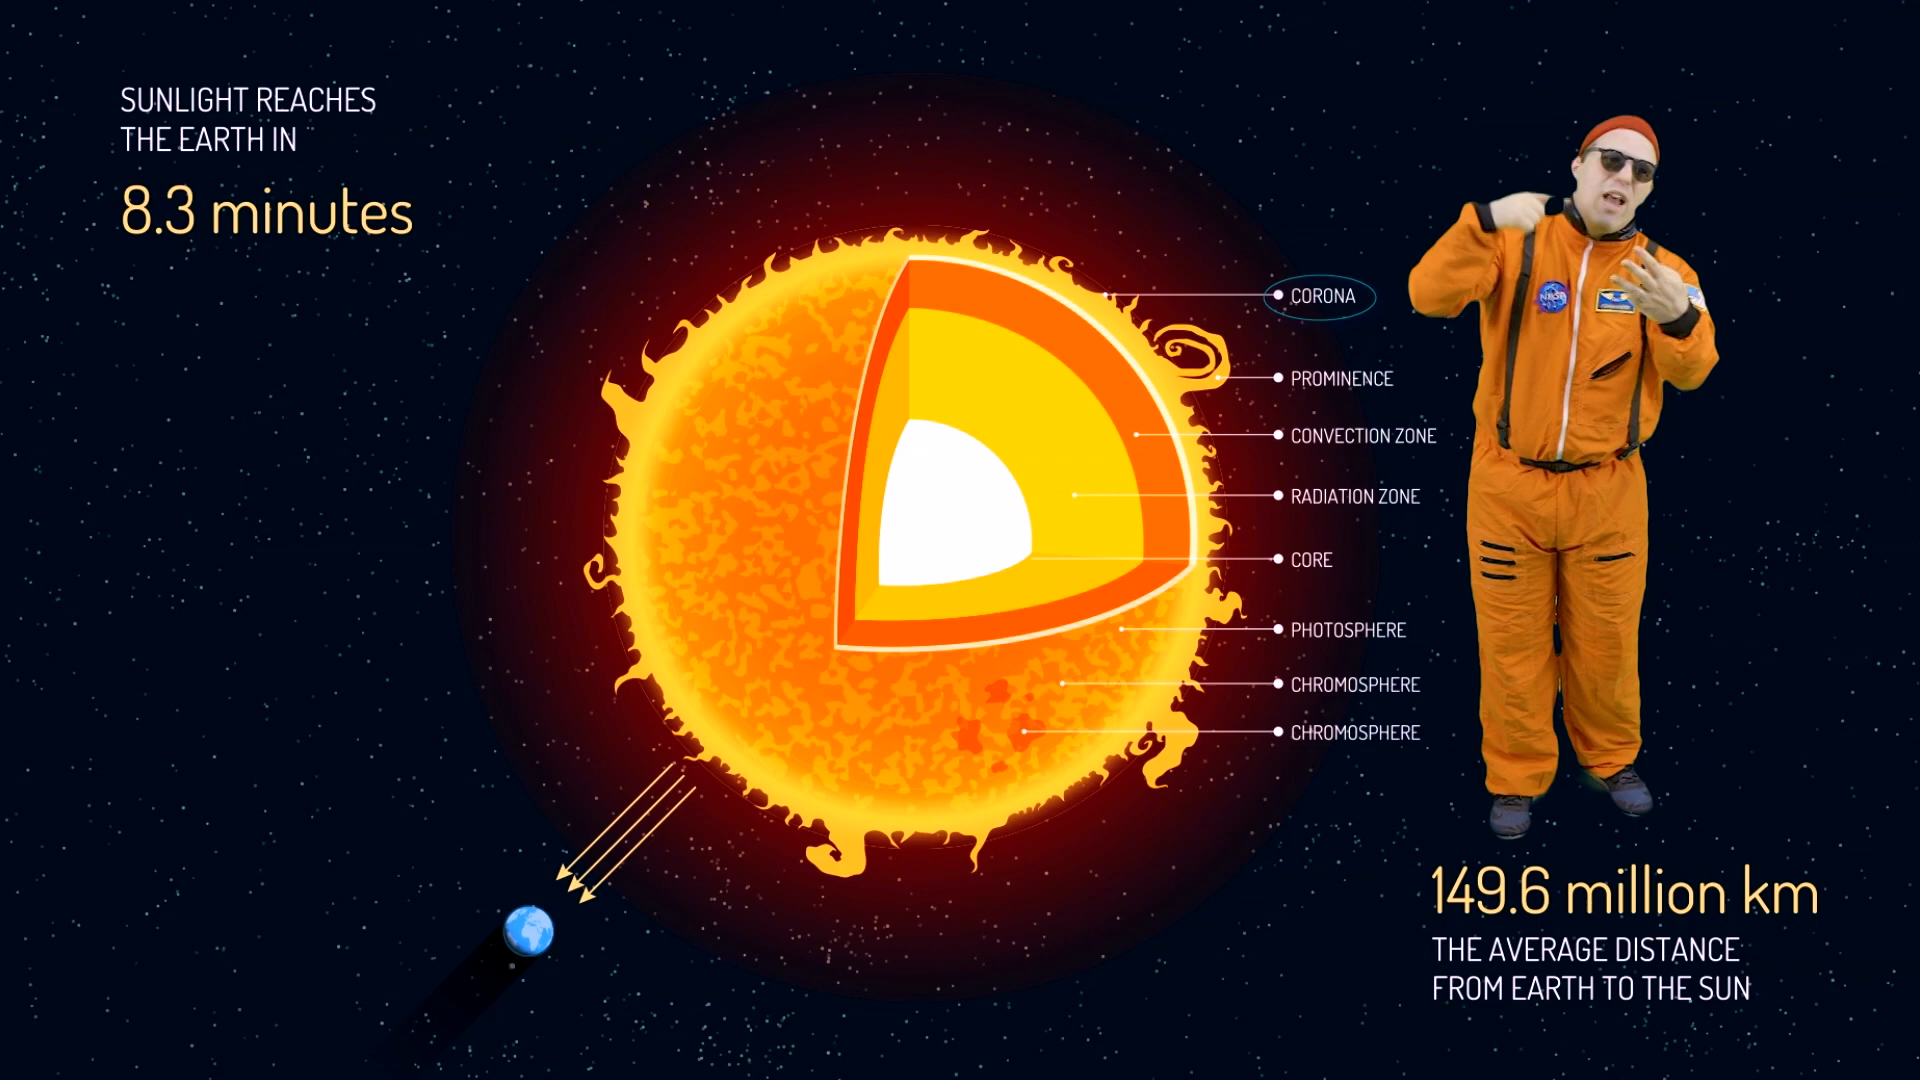 SUNLIGHT REACHES
THE EARTH IN
8.3 minutes
CORONA
PROMINENCE
CONVECTION ZONE
RADIATION ZONE
CORE
PHOTOSPHERE
CHROMOSPHERE
CHROMOSPHERE
NASA
149.6 million km
THE AVERAGE DISTANCE
FROM EARTH TO THE SUN